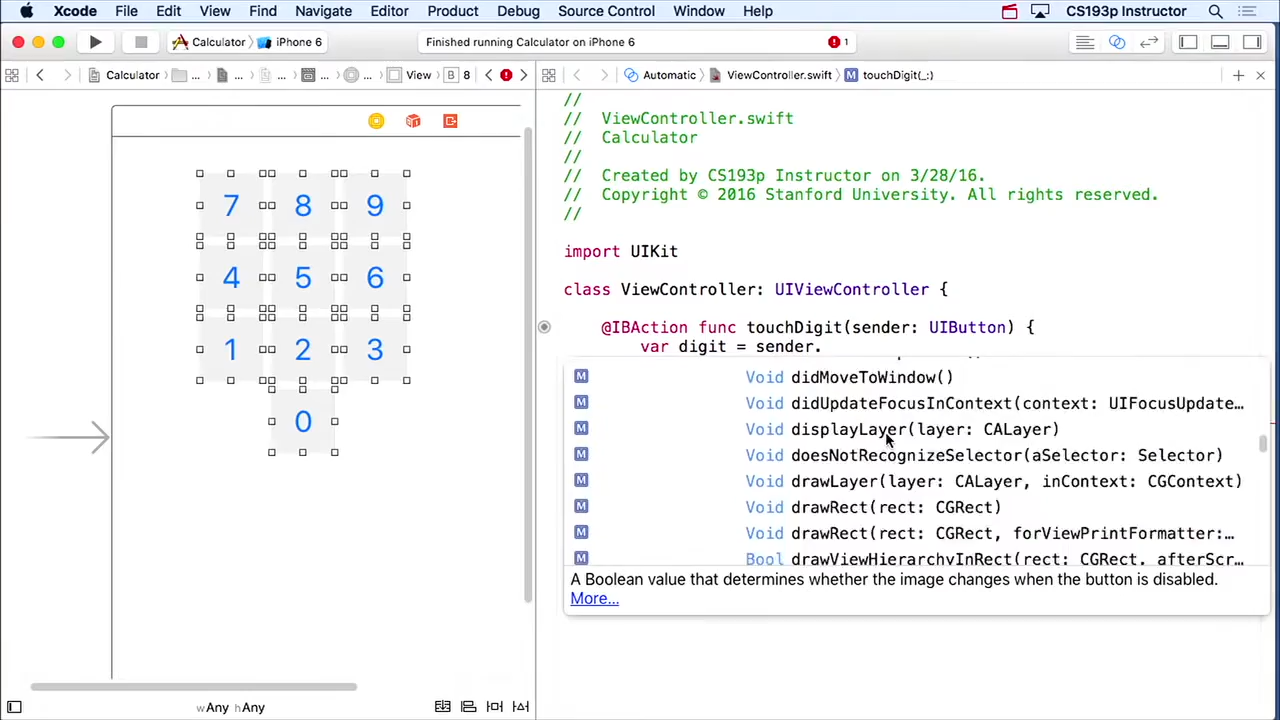 Xcode File Edit View Find Navigate Editor Product Debug Source Control Window Help CS193p Instructor
Calculator iPhone 6 Finished running Calculator on iPhone 6 1
Calculator ... ... ... ... ... View B 8 Automatic ViewController.swift M touchDigit(_:)
7 8 9
4 5 6
1 2 3
0
wAny hAny
//
// ViewController.swift
// Calculator
//
// Created by CS193p Instructor on 3/28/16.
// Copyright © 2016 Stanford University. All rights reserved.
//
import UIKit
class ViewController: UIViewController {
@IBAction func touchDigit(sender: UIButton) {
var digit = sender.
M Void didMoveToWindow()
M Void didUpdateFocusInContext(context: UIFocusUpdate…
M Void displayLayer(layer: CALayer)
M Void doesNotRecognizeSelector(aSelector: Selector)
M Void drawLayer(layer: CALayer, inContext: CGContext)
M Void drawRect(rect: CGRect)
M Void drawRect(rect: CGRect, forViewPrintFormatter:…
M Bool drawViewHierarchyInRect(rect: CGRect, afterScr…
A Boolean value that determines whether the image changes when the button is disabled.
More...